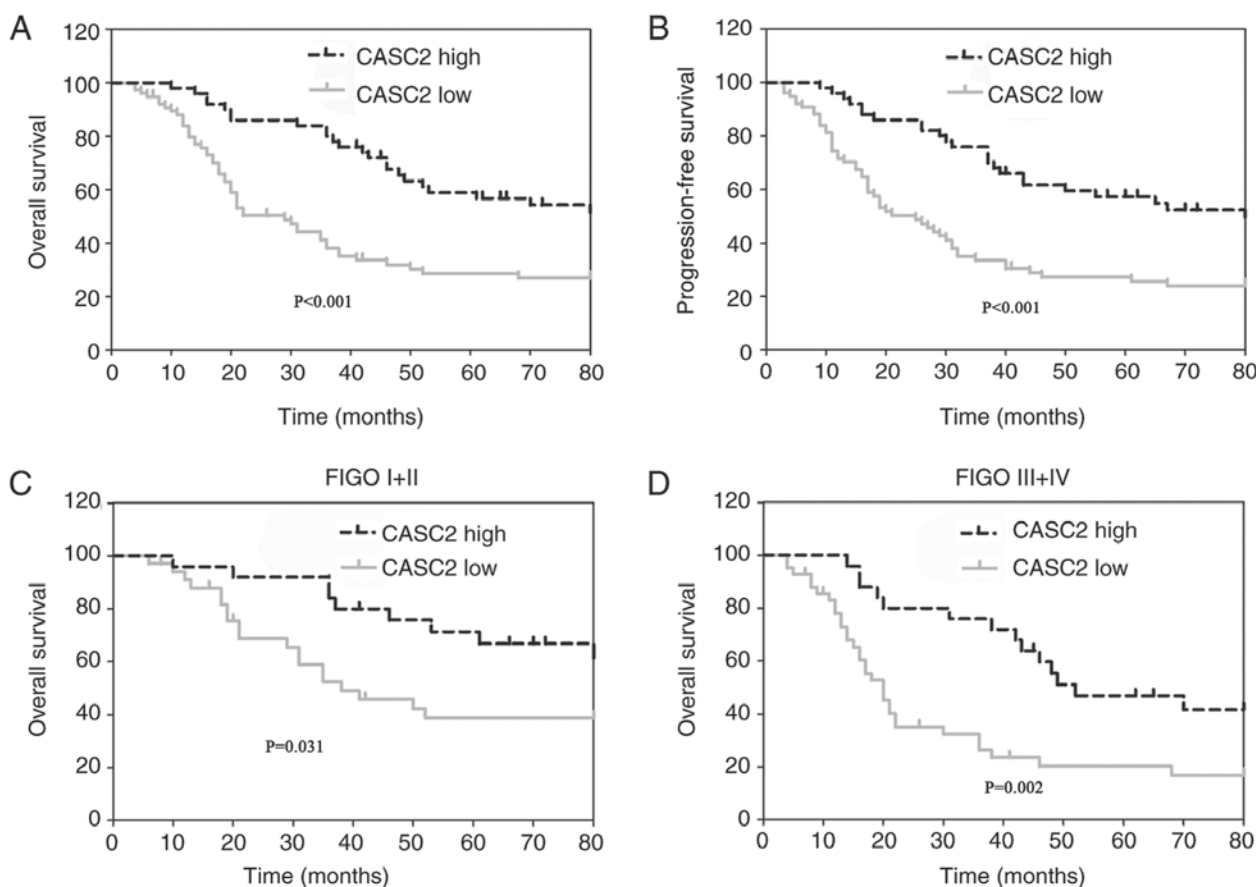 A
120
100
80
60
40
20
0
Overall survival
CASC2 high
CASC2 low
P<0.001
0 10 20 30 40 50 60 70 80
Time (months)
B
120
100
80
60
40
20
0
Progression-free survival
CASC2 high
CASC2 low
P<0.001
0 10 20 30 40 50 60 70 80
Time (months)
C
FIGO I+II
120
100
80
60
40
20
0
Overall survival
CASC2 high
CASC2 low
P=0.031
0 10 20 30 40 50 60 70 80
Time (months)
D
FIGO III+IV
120
100
80
60
40
20
0
Overall survival
CASC2 high
CASC2 low
P=0.002
0 10 20 30 40 50 60 70 80
Time (months)